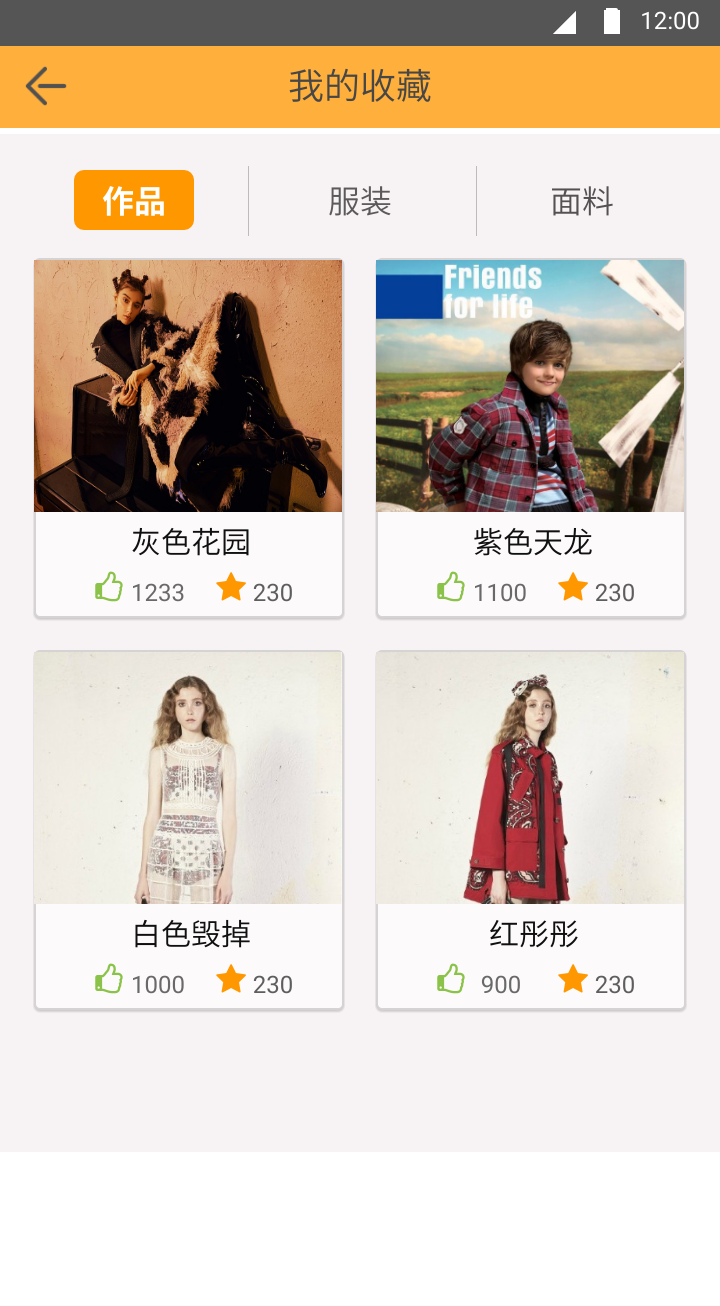 12:00
我的收藏
作品
服装
面料
Friends
for life
灰色花园
1233
230
紫色天龙
1100
230
白色毁掉
1000
230
红彤彤
900
230